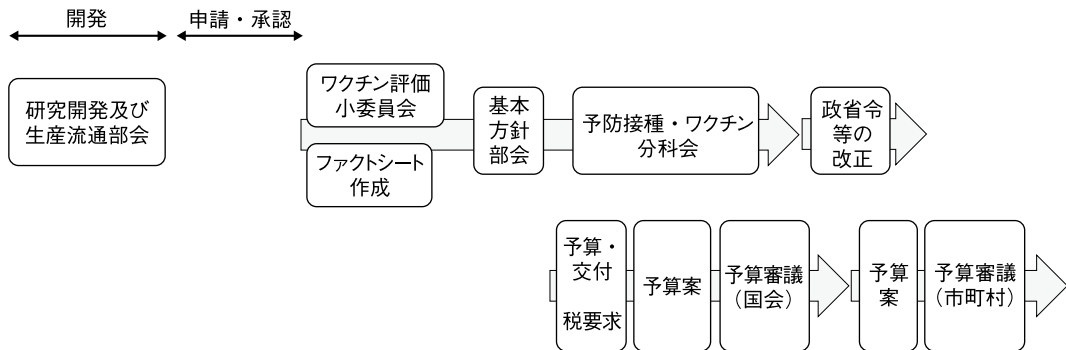 開発
申請・承認
研究開発及び
生産流通部会
ワクチン評価
小委員会
ファクトシート
作成
基本
方針
部会
予防接種・ワクチン
分科会
政省令
等の
改正
予算・
交付
税要求
予算案
予算審議
（国会）
予算
案
予算審議
（市町村）